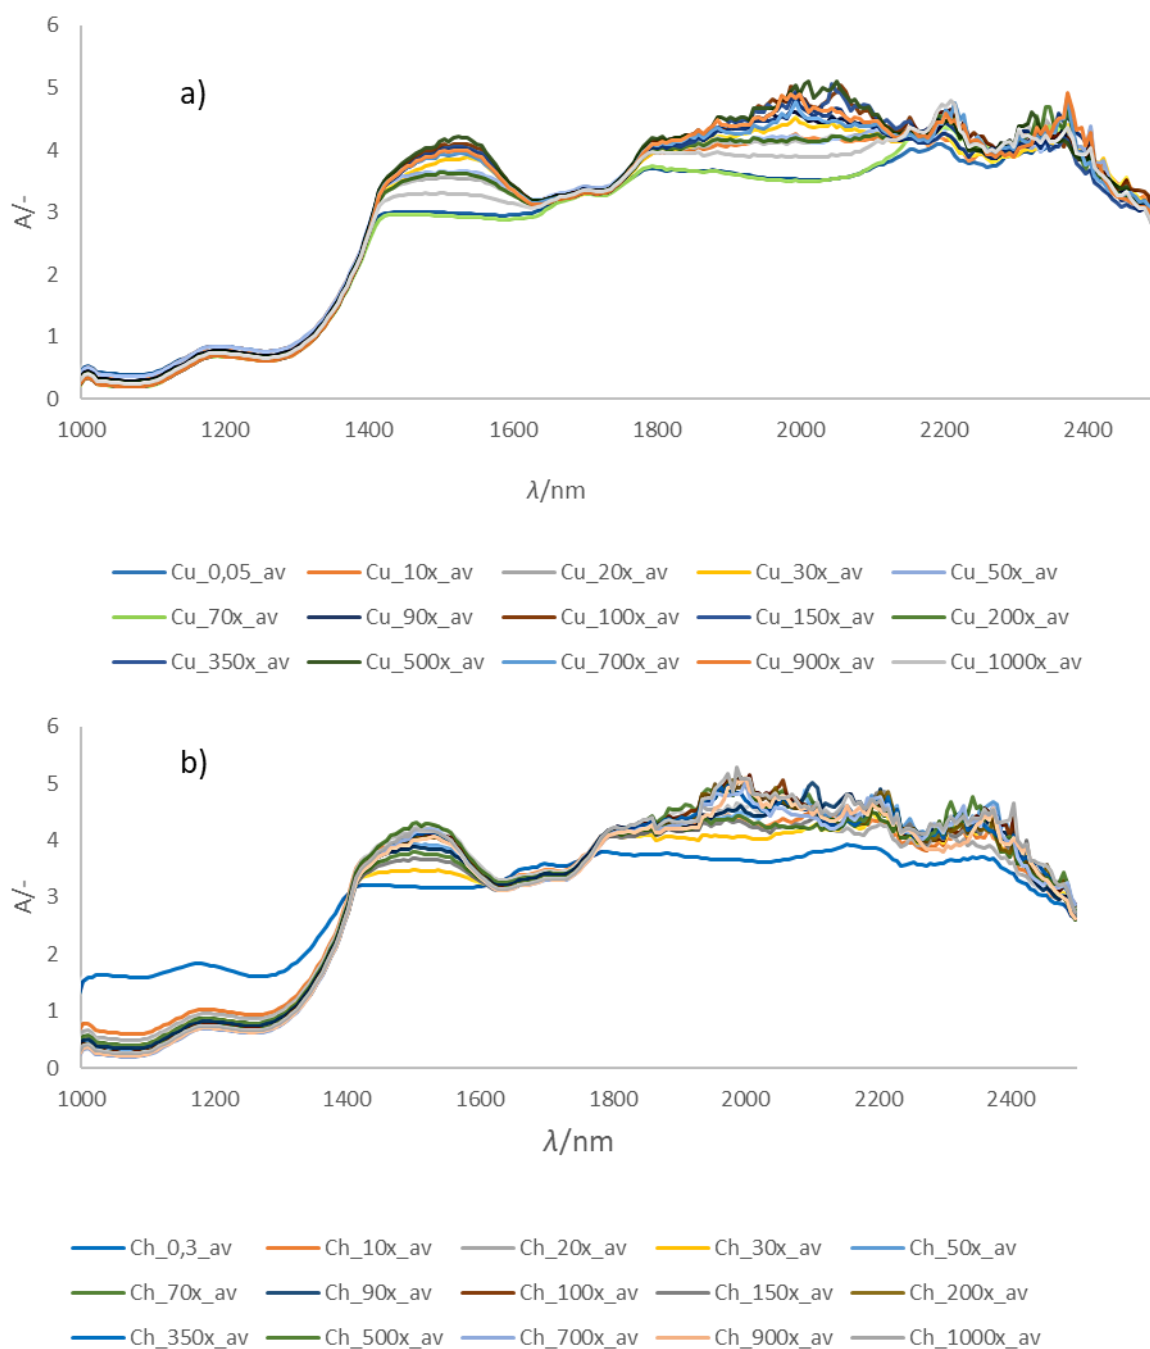 6
a)
5
4
3
2
1
0
A/-
1000 1200 1400 1600 1800 2000 2200 2400
λ/nm
Cu_0,05_av Cu_10x_av Cu_20x_av Cu_30x_av Cu_50x_av
Cu_70x_av Cu_90x_av Cu_100x_av Cu_150x_av Cu_200x_av
Cu_350x_av Cu_500x_av Cu_700x_av Cu_900x_av Cu_1000x_av
6
b)
5
4
3
2
1
0
A/-
1000 1200 1400 1600 1800 2000 2200 2400
λ/nm
Ch_0,3_av Ch_10x_av Ch_20x_av Ch_30x_av Ch_50x_av
Ch_70x_av Ch_90x_av Ch_100x_av Ch_150x_av Ch_200x_av
Ch_350x_av Ch_500x_av Ch_700x_av Ch_900x_av Ch_1000x_av